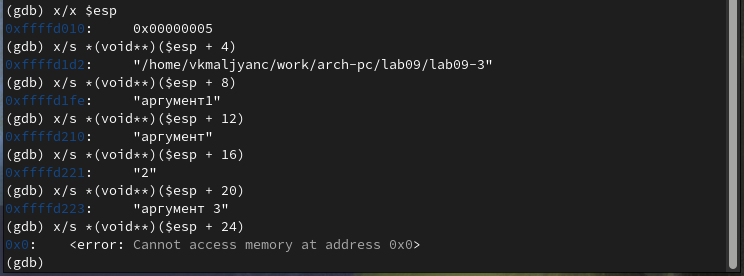 (gdb) x/x $esp
0xffffd010:     0x00000005
(gdb) x/s *(void**)($esp + 4)
0xffffd1d2:     "/home/vkmaljyanc/work/arch-pc/lab09/lab09-3"
(gdb) x/s *(void**)($esp + 8)
0xffffd1fe:     "аргумент1"
(gdb) x/s *(void**)($esp + 12)
0xffffd210:     "аргумент"
(gdb) x/s *(void**)($esp + 16)
0xffffd221:     "2"
(gdb) x/s *(void**)($esp + 20)
0xffffd223:     "аргумент 3"
(gdb) x/s *(void**)($esp + 24)
0x0:    <error: Cannot access memory at address 0x0>
(gdb)